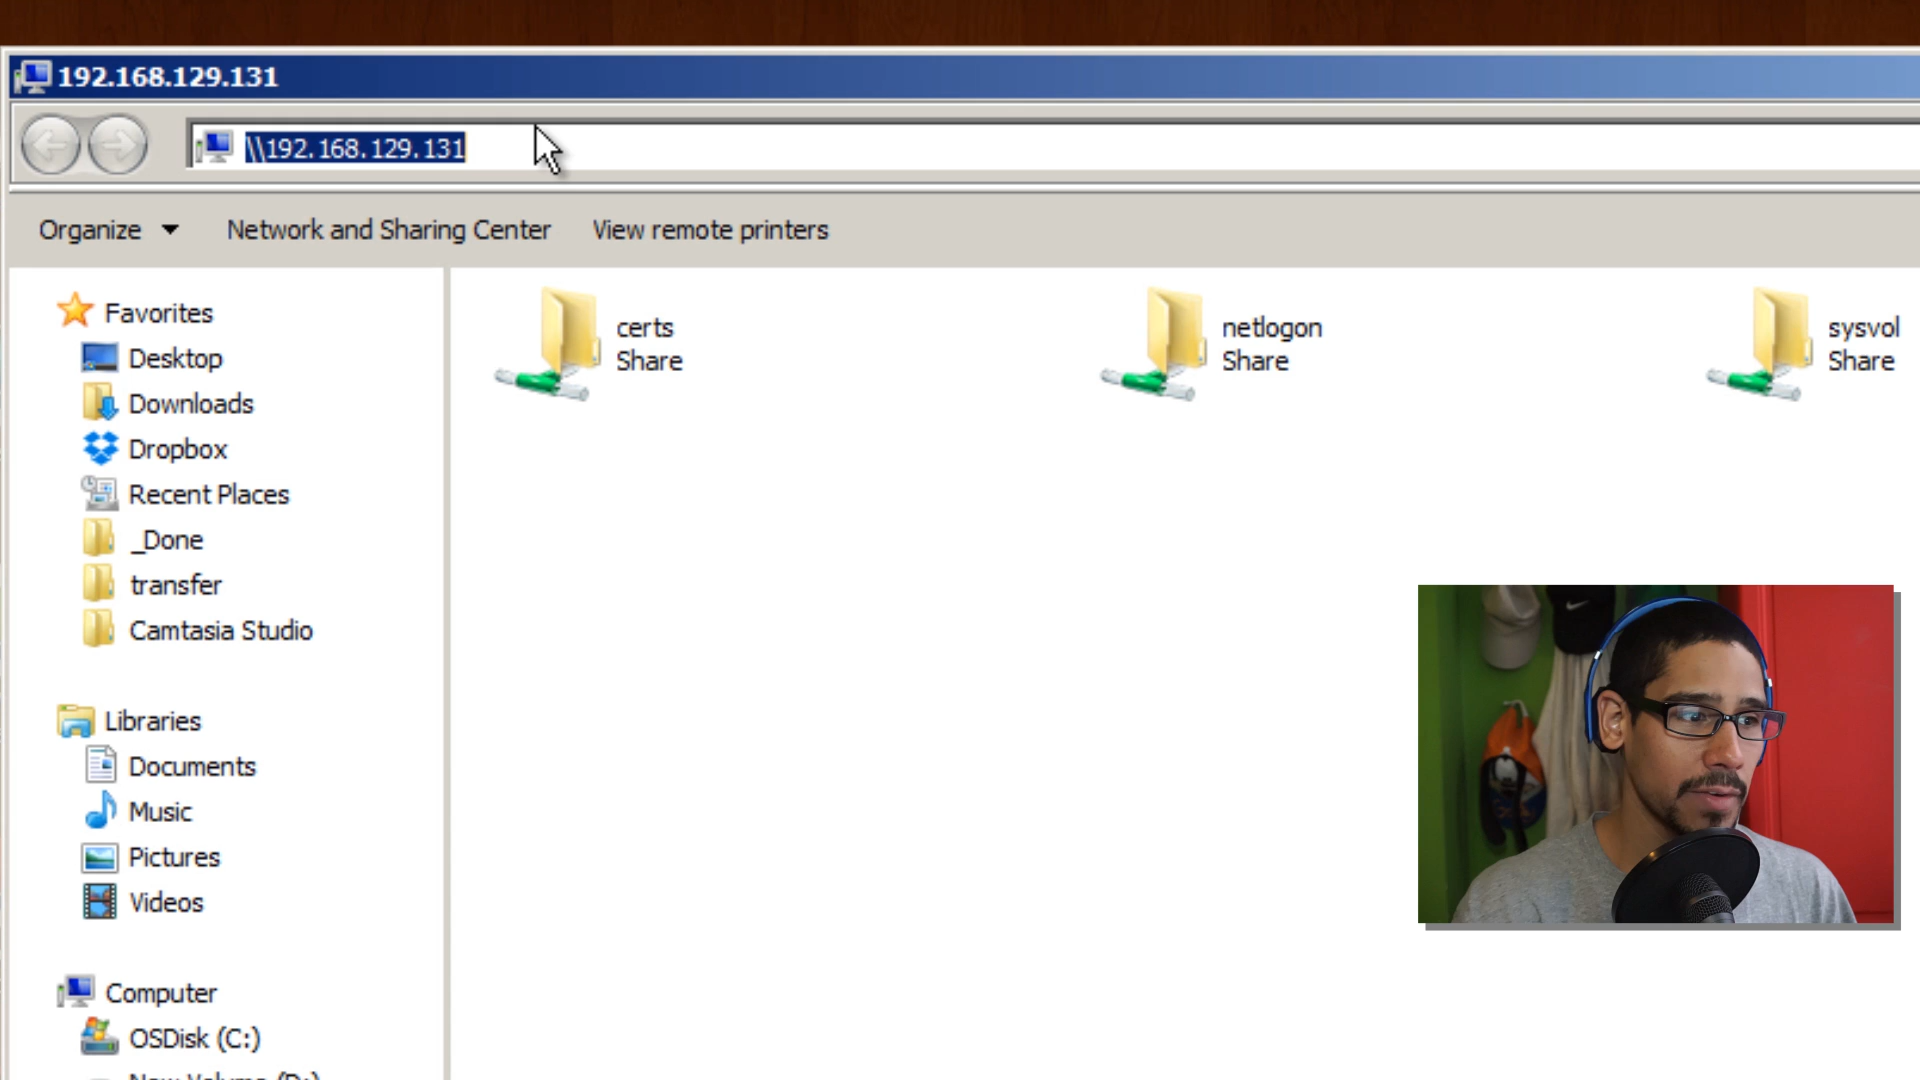 192.168.129.131
\\192.168.129.131
Organize
Network and Sharing Center
View remote printers
Favorites
Desktop
Downloads
Dropbox
Recent Places
_Done
transfer
Camtasia Studio
Libraries
Documents
Music
Pictures
Videos
Computer
OSDisk (C:)
New Volume (D:)
certs
Share
netlogon
Share
sysvol
Share